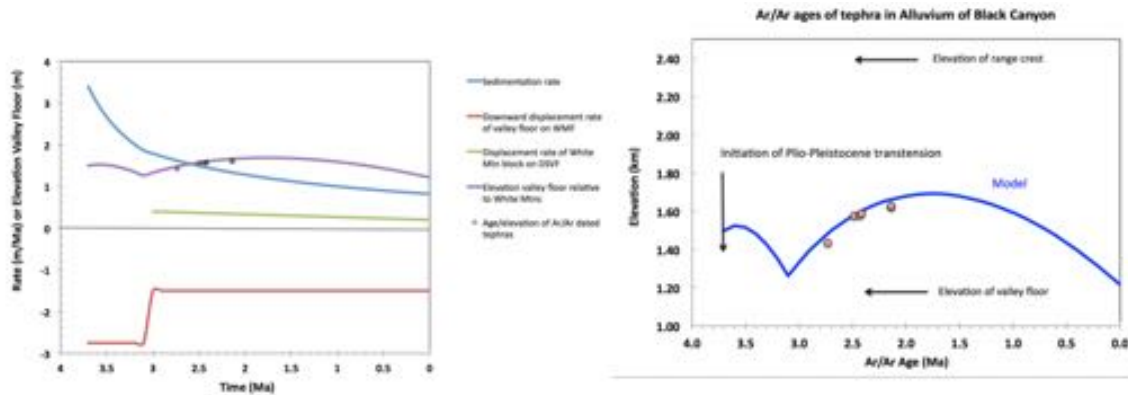 4
3
2
1
0
-1
-2
-3
4
3.5
3
2.5
2
1.5
1
0.5
0
Rate (m/Ma) or Elevation Valley Floor (m)
Time (Ma)
Sedimentation rate
Downward displacement rate
of valley floor on WMF
Displacement rate of White
Mtn block on DSVF
Elevation valley floor relative
to White Mtns
Age/elevation of Ar/Ar dated
tephras
Ar/Ar ages of tephra in Alluvium of Black Canyon
2.40
2.20
2.00
1.80
1.60
1.40
1.20
1.00
Elevation (km)
Elevation of range crest
Initiation of Plio-Pleistocene transtension
Model
Elevation of valley floor
4.0
3.5
3.0
2.5
2.0
1.5
1.0
0.5
0.0
Ar/Ar Age (Ma)